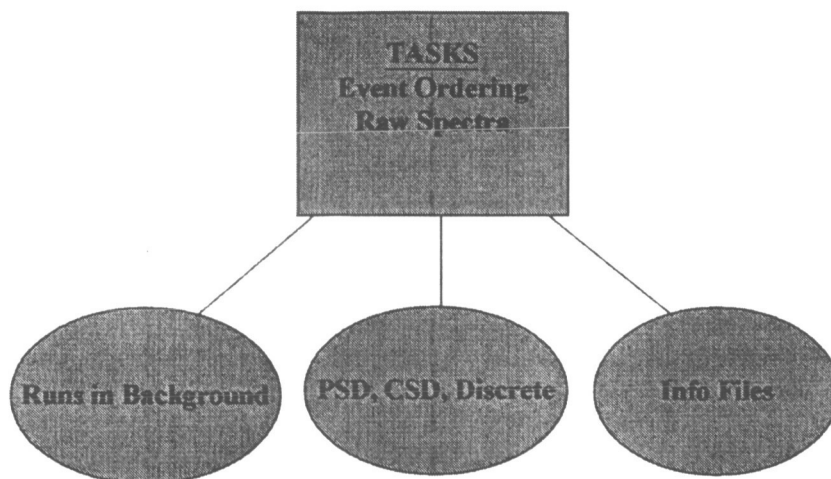 TASKS
Event Ordering
Raw Spectra
Runs in Background
PSD, CSD, Discrete
Info Files